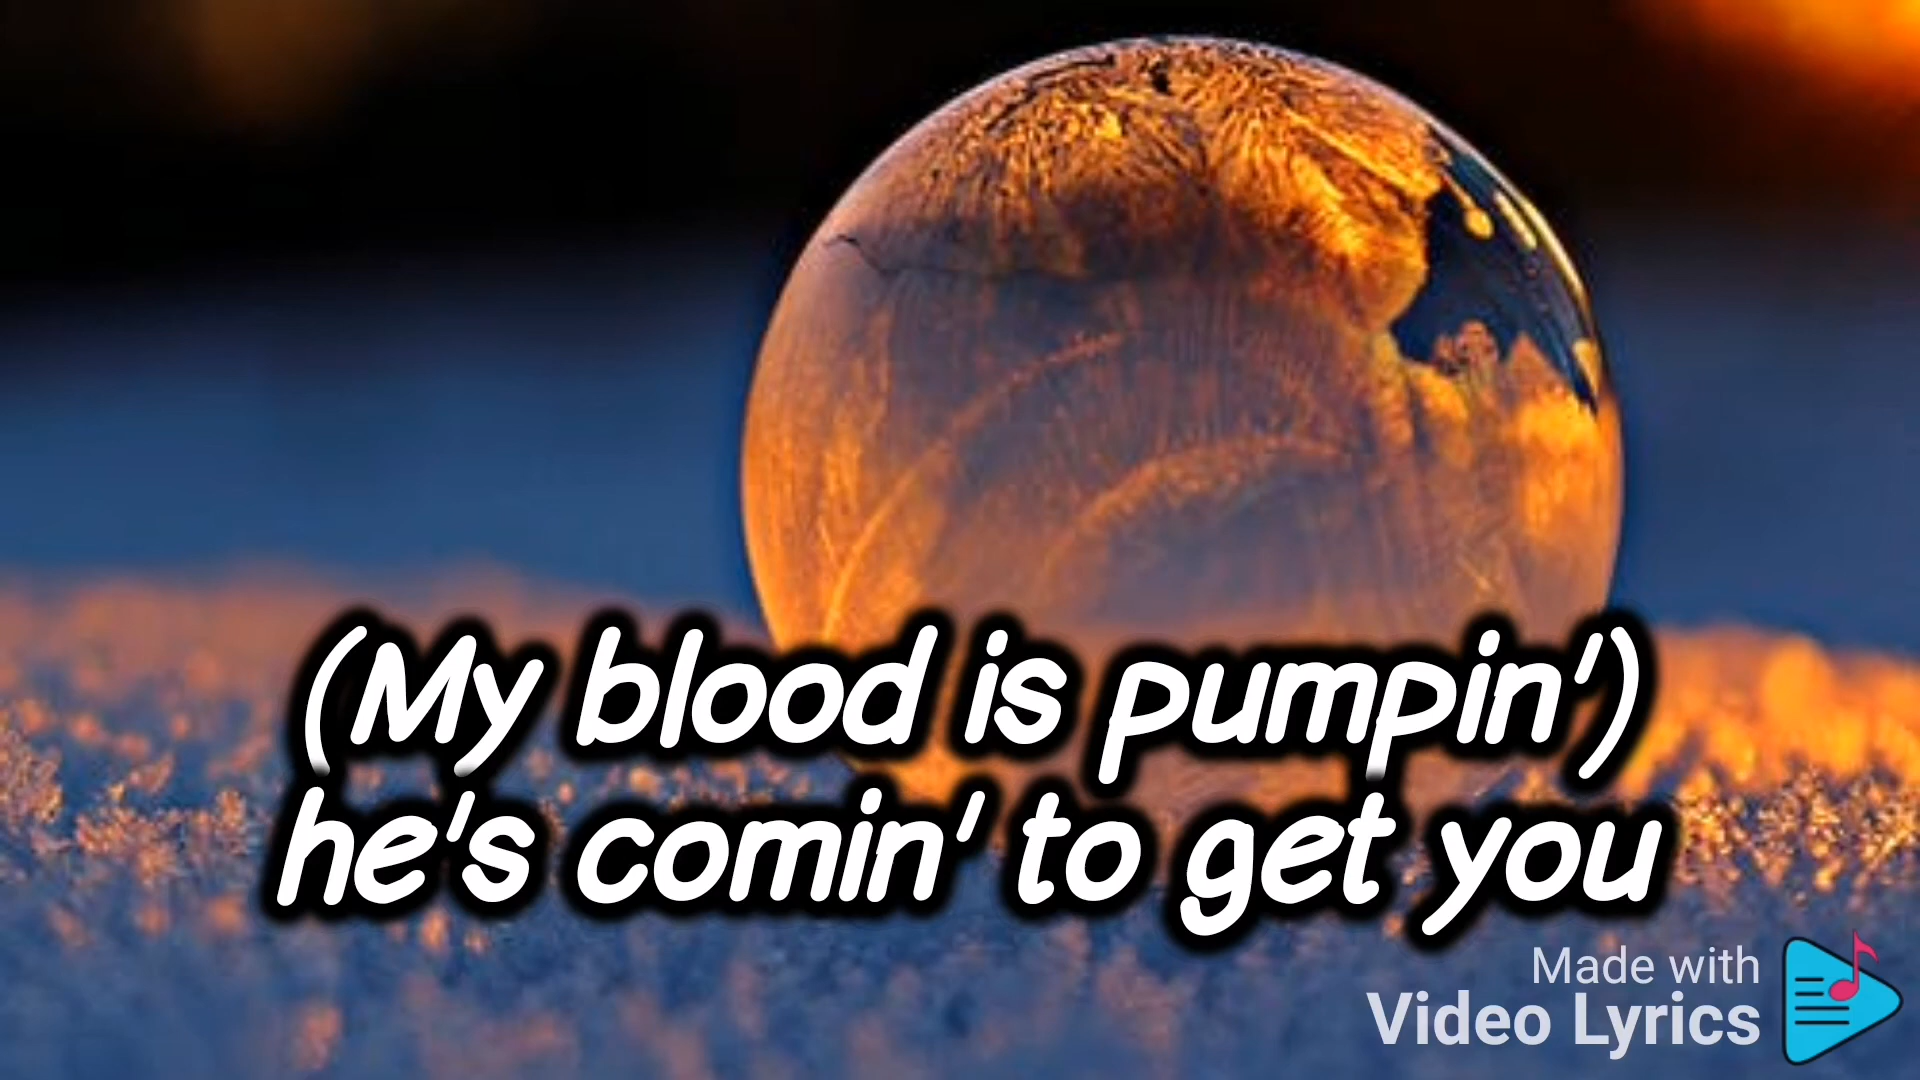 (My blood is pumpin')
he's comin' to get you
Made with
Video Lyrics